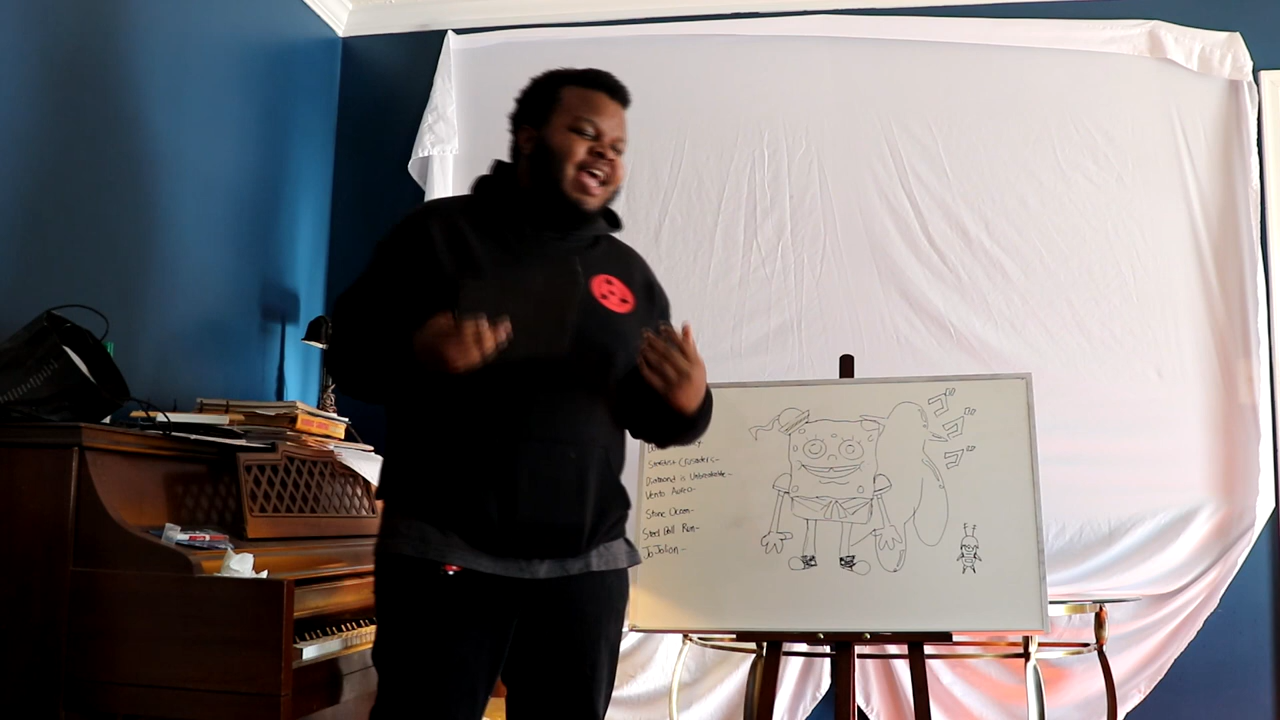 Stardust Crusaders-
Diamond is Unbreakable-
Vento Aureo-
Stone Ocean-
Steel Ball Run-
JoJolion-
ゴ
ゴ
ゴ